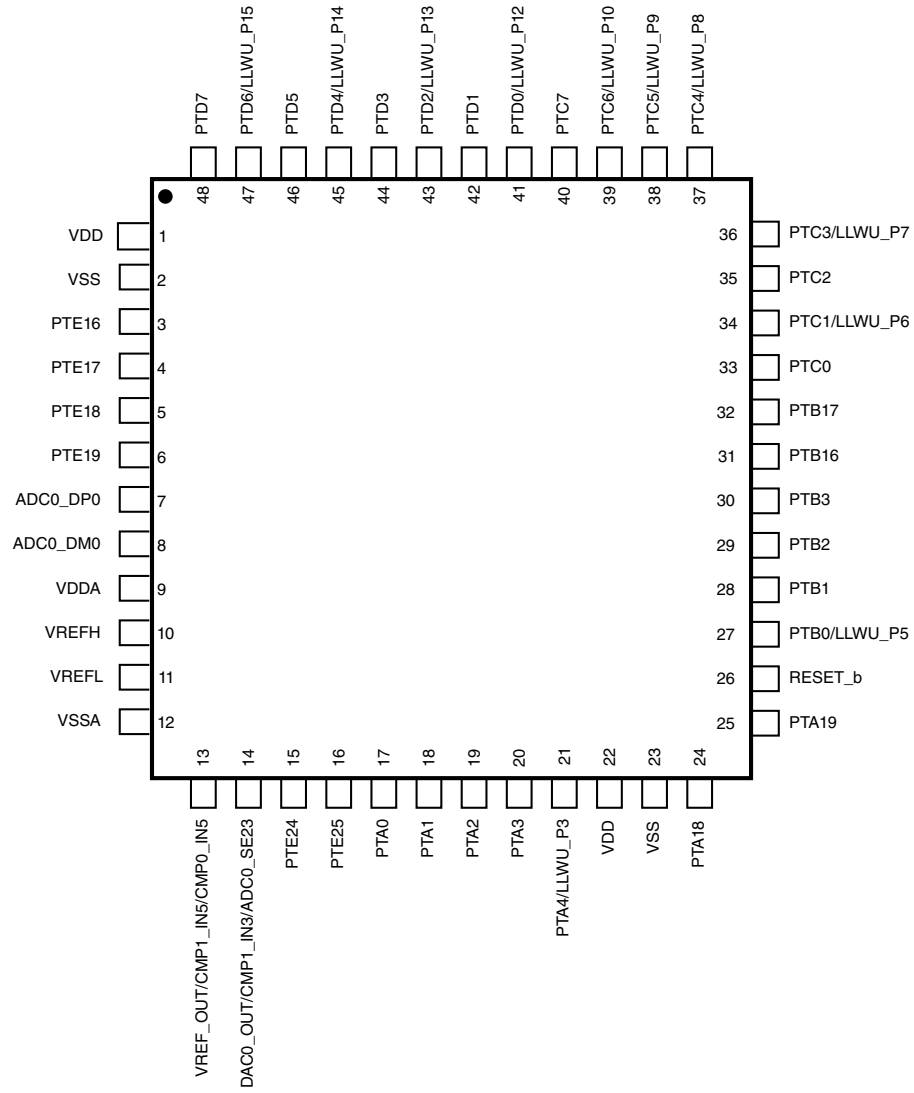 PTD7
PTD6/LLWU_P15
PTD5
PTD4/LLWU_P14
PTD3
PTD2/LLWU_P13
PTD1
PTD0/LLWU_P12
PTC7
PTC6/LLWU_P10
PTC5/LLWU_P9
PTC4/LLWU_P8
48
47
46
45
44
43
42
41
40
39
38
37
VDD 1
VSS 2
PTE16 3
PTE17 4
PTE18 5
PTE19 6
ADC0_DP0 7
ADC0_DM0 8
VDDA 9
VREFH 10
VREFL 11
VSSA 12
36 PTC3/LLWU_P7
35 PTC2
34 PTC1/LLWU_P6
33 PTC0
32 PTB17
31 PTB16
30 PTB3
29 PTB2
28 PTB1
27 PTB0/LLWU_P5
26 RESET_b
25 PTA19
13
14
15
16
17
18
19
20
21
22
23
24
VREF_OUT/CMP1_IN5/CMP0_IN5
DAC0_OUT/CMP1_IN3/ADC0_SE23
PTE24
PTE25
PTA0
PTA1
PTA2
PTA3
PTA4/LLWU_P3
VDD
VSS
PTA18